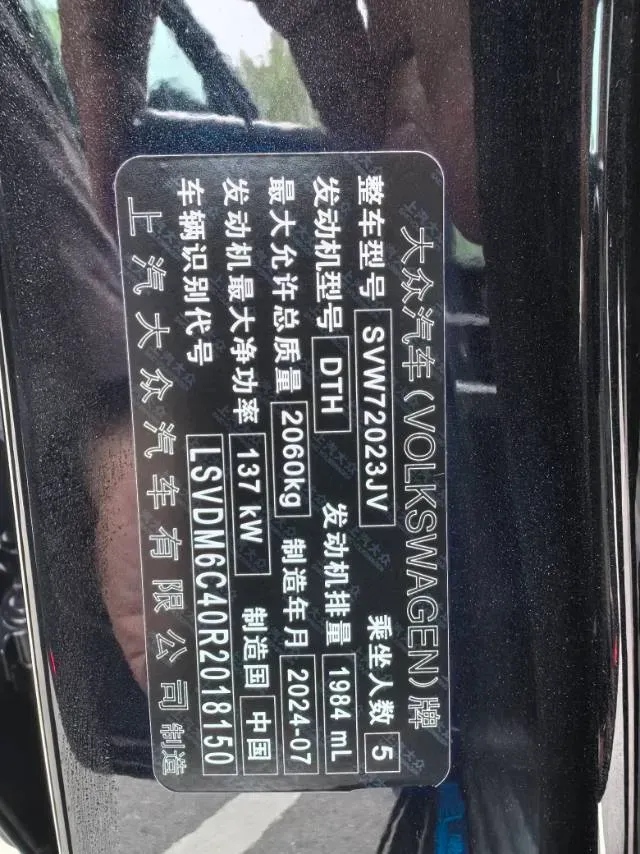 大众汽车(VOLKSWAGEN)牌
整车型号 SVW72023JV 乘坐人数 5
发动机型号 DTH 发动机排量 1984 mL
最大允许总质量 2060kg 制造年月 2024-07
发动机最大净功率 137 kW 制造国 中国
车辆识别代号 LSVDM6C40R2018150
上汽大众汽车有限公司制造